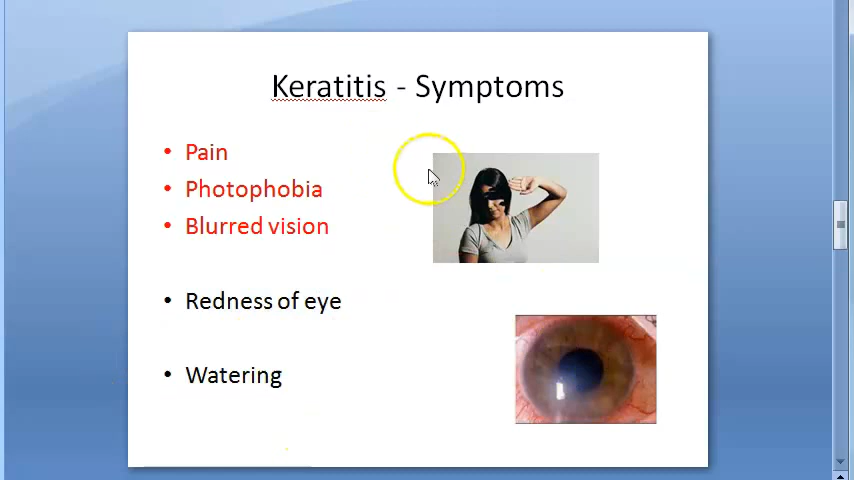 Keratitis - Symptoms
• Pain
• Photophobia
• Blurred vision
• Redness of eye
• Watering